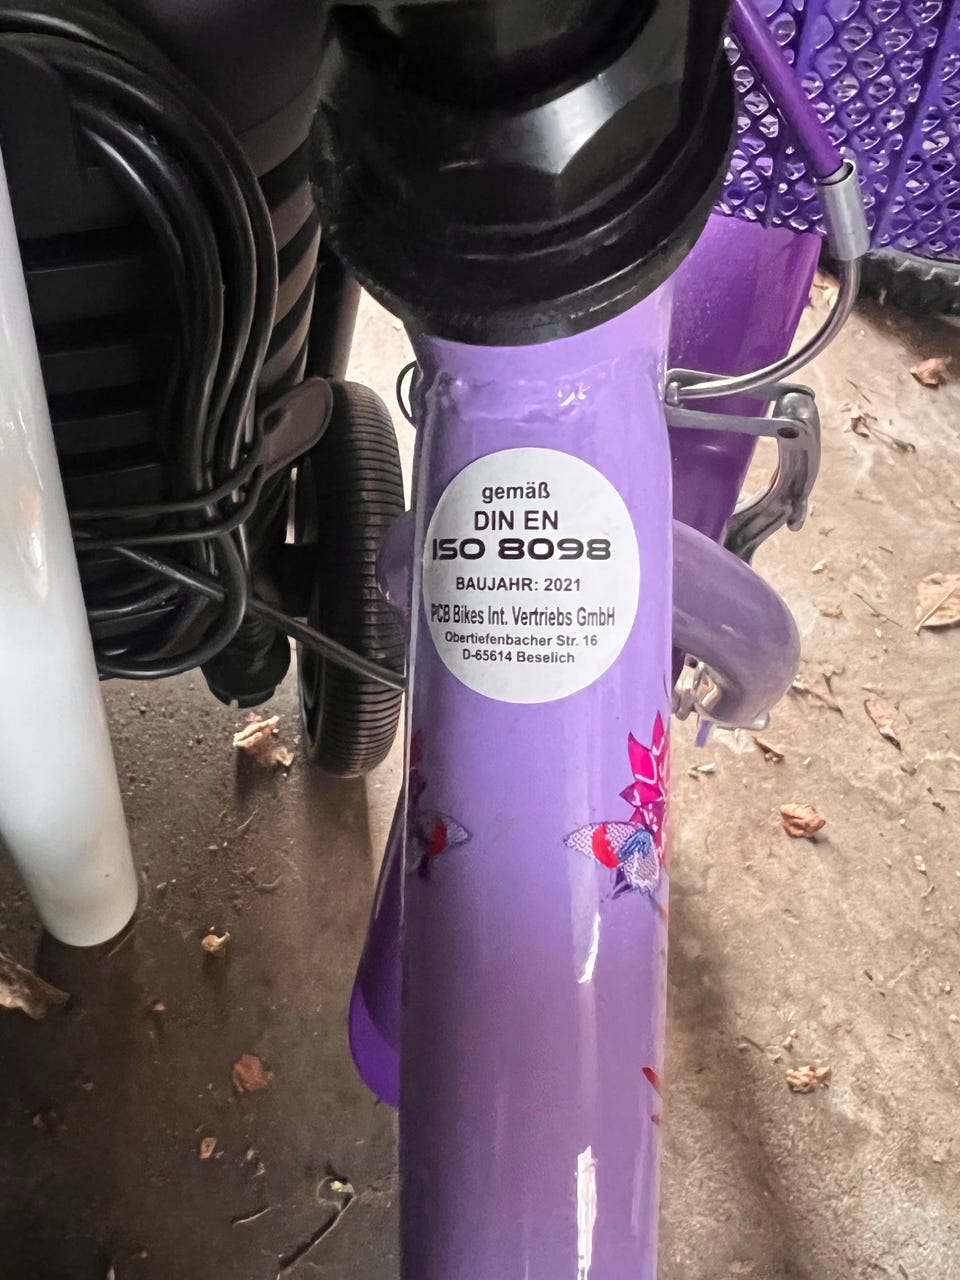 gemäß
DIN EN
ISO 8098
BAUJAHR: 2021
PCB Bikes Int. Vertriebs GmbH
Obertiefenbacher Str. 16
D-65614 Beselich